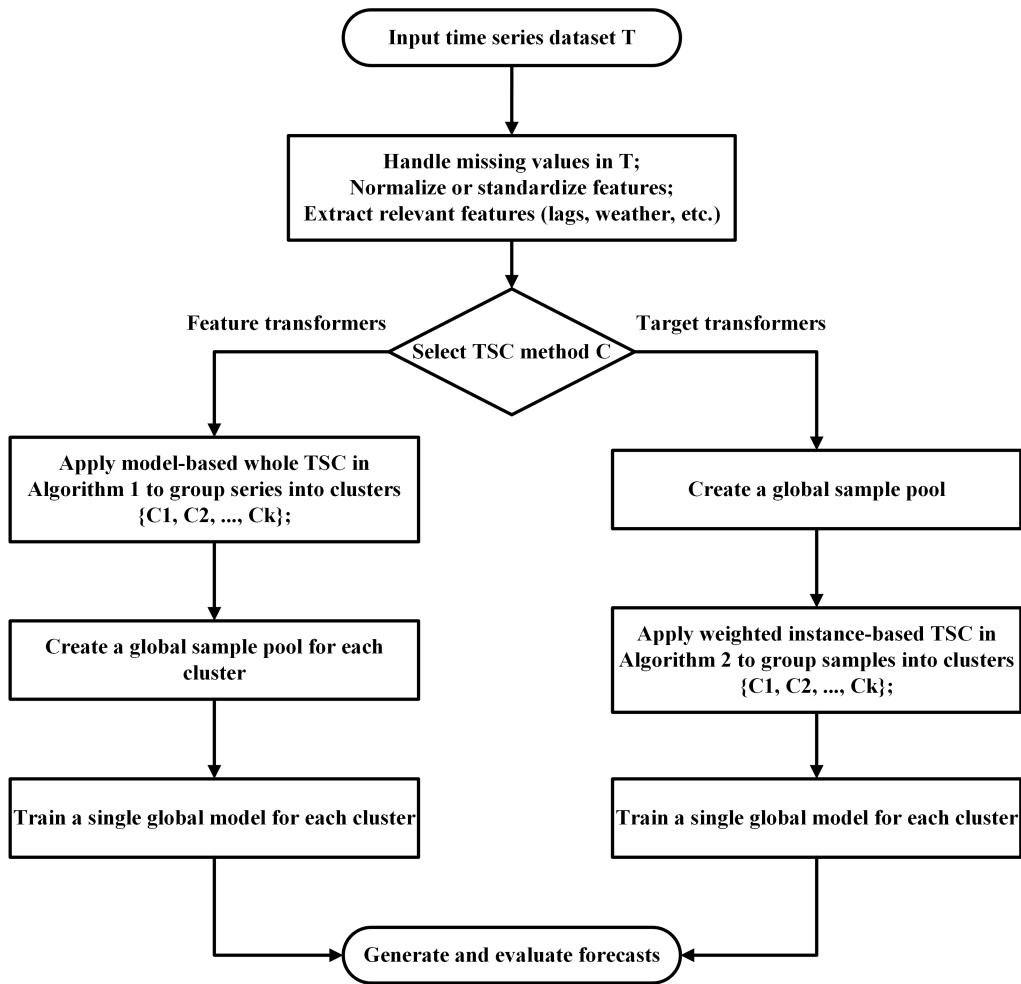 Input time series dataset T
Handle missing values in T;
Normalize or standardize features;
Extract relevant features (lags, weather, etc.)
Feature transformers
Target transformers
Select TSC method C
Apply model-based whole TSC in
Algorithm 1 to group series into clusters
{C1, C2, ..., Ck};
Create a global sample pool
Create a global sample pool for each
cluster
Apply weighted instance-based TSC in
Algorithm 2 to group samples into clusters
{C1, C2, ..., Ck};
Train a single global model for each cluster
Train a single global model for each cluster
Generate and evaluate forecasts